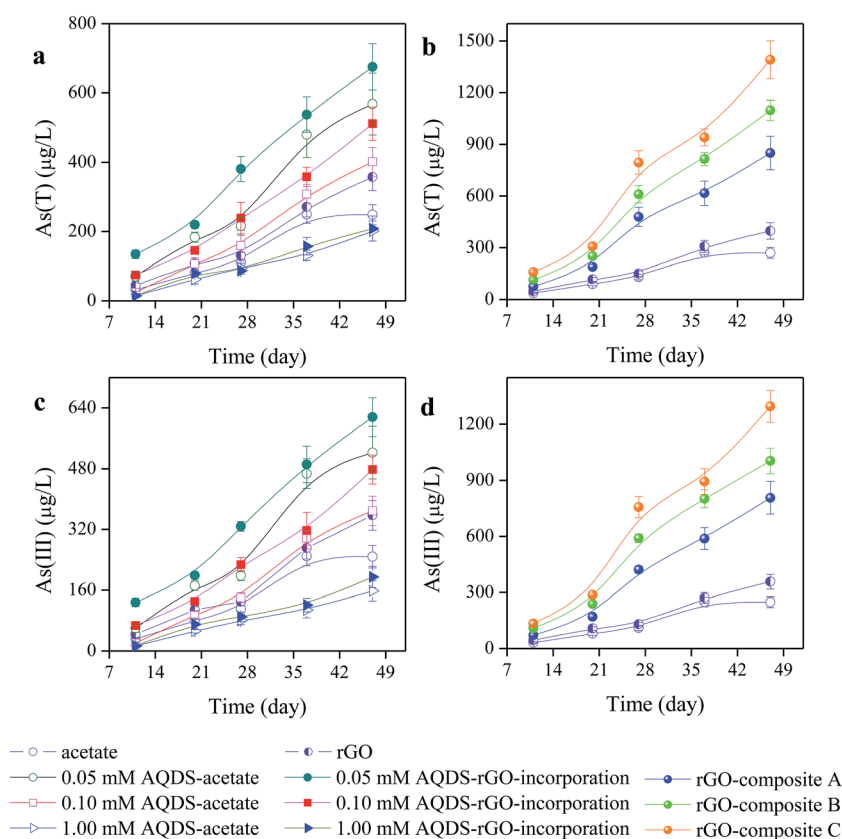 a
As(T) (μg/L)
800
600
400
200
0
7 14 21 28 35 42 49
Time (day)
b
As(T) (μg/L)
1500
1200
900
600
300
0
7 14 21 28 35 42 49
Time (day)
c
As(III) (μg/L)
640
480
320
160
0
7 14 21 28 35 42 49
Time (day)
d
As(III) (μg/L)
1200
900
600
300
0
7 14 21 28 35 42 49
Time (day)
acetate
0.05 mM AQDS-acetate
0.10 mM AQDS-acetate
1.00 mM AQDS-acetate
rGO
0.05 mM AQDS-rGO-incorporation
0.10 mM AQDS-rGO-incorporation
1.00 mM AQDS-rGO-incorporation
rGO-composite A
rGO-composite B
rGO-composite C